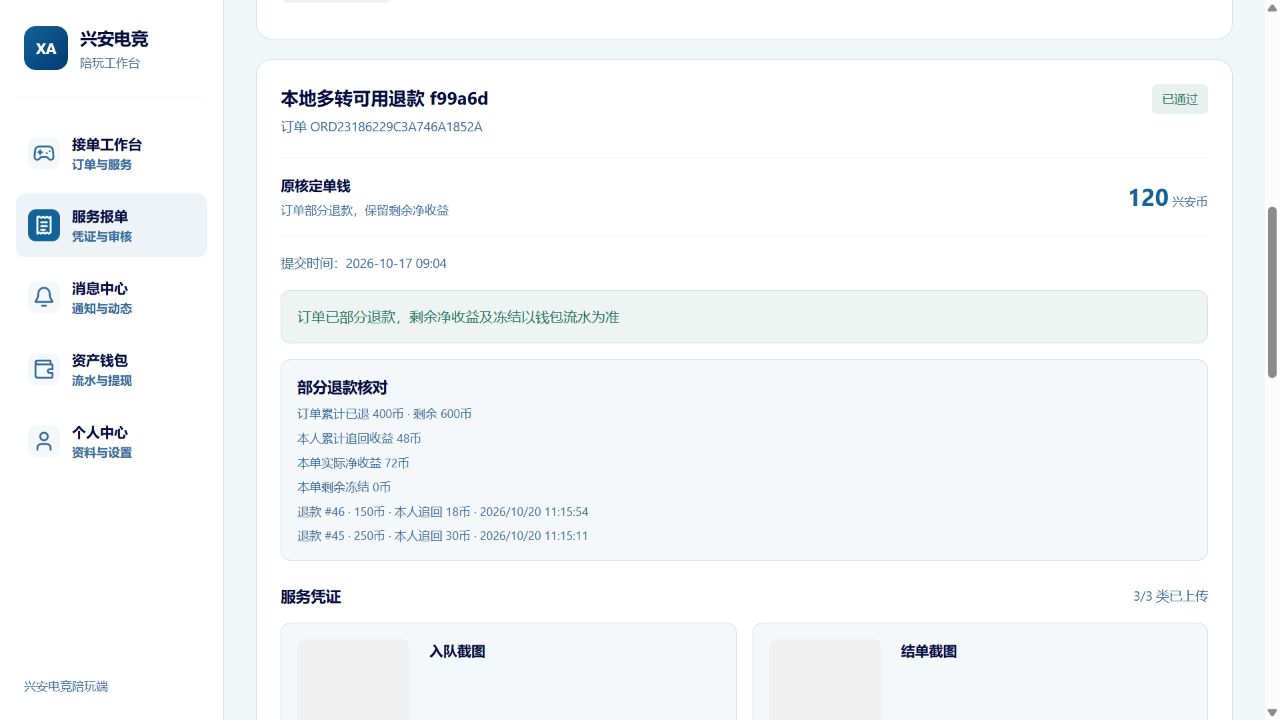 XA
兴安电竞
陪玩工作台
接单工作台
订单与服务
服务报单
凭证与审核
消息中心
通知与动态
资产钱包
流水与提现
个人中心
资料与设置
兴安电竞陪玩端
本地多转可用退款 f99a6d
已通过
订单 ORD23186229C3A746A1852A
原核定单钱
订单部分退款，保留剩余净收益
120 兴安币
提交时间：2026-10-17 09:04
订单已部分退款，剩余净收益及冻结以钱包流水为准
部分退款核对
订单累计已退 400币 · 剩余 600币
本人累计追回收益 48币
本单实际净收益 72币
本单剩余冻结 0币
退款 #46 · 150币 · 本人追回 18币 · 2026/10/20 11:15:54
退款 #45 · 250币 · 本人追回 30币 · 2026/10/20 11:15:11
服务凭证
3/3 类已上传
入队截图
结单截图